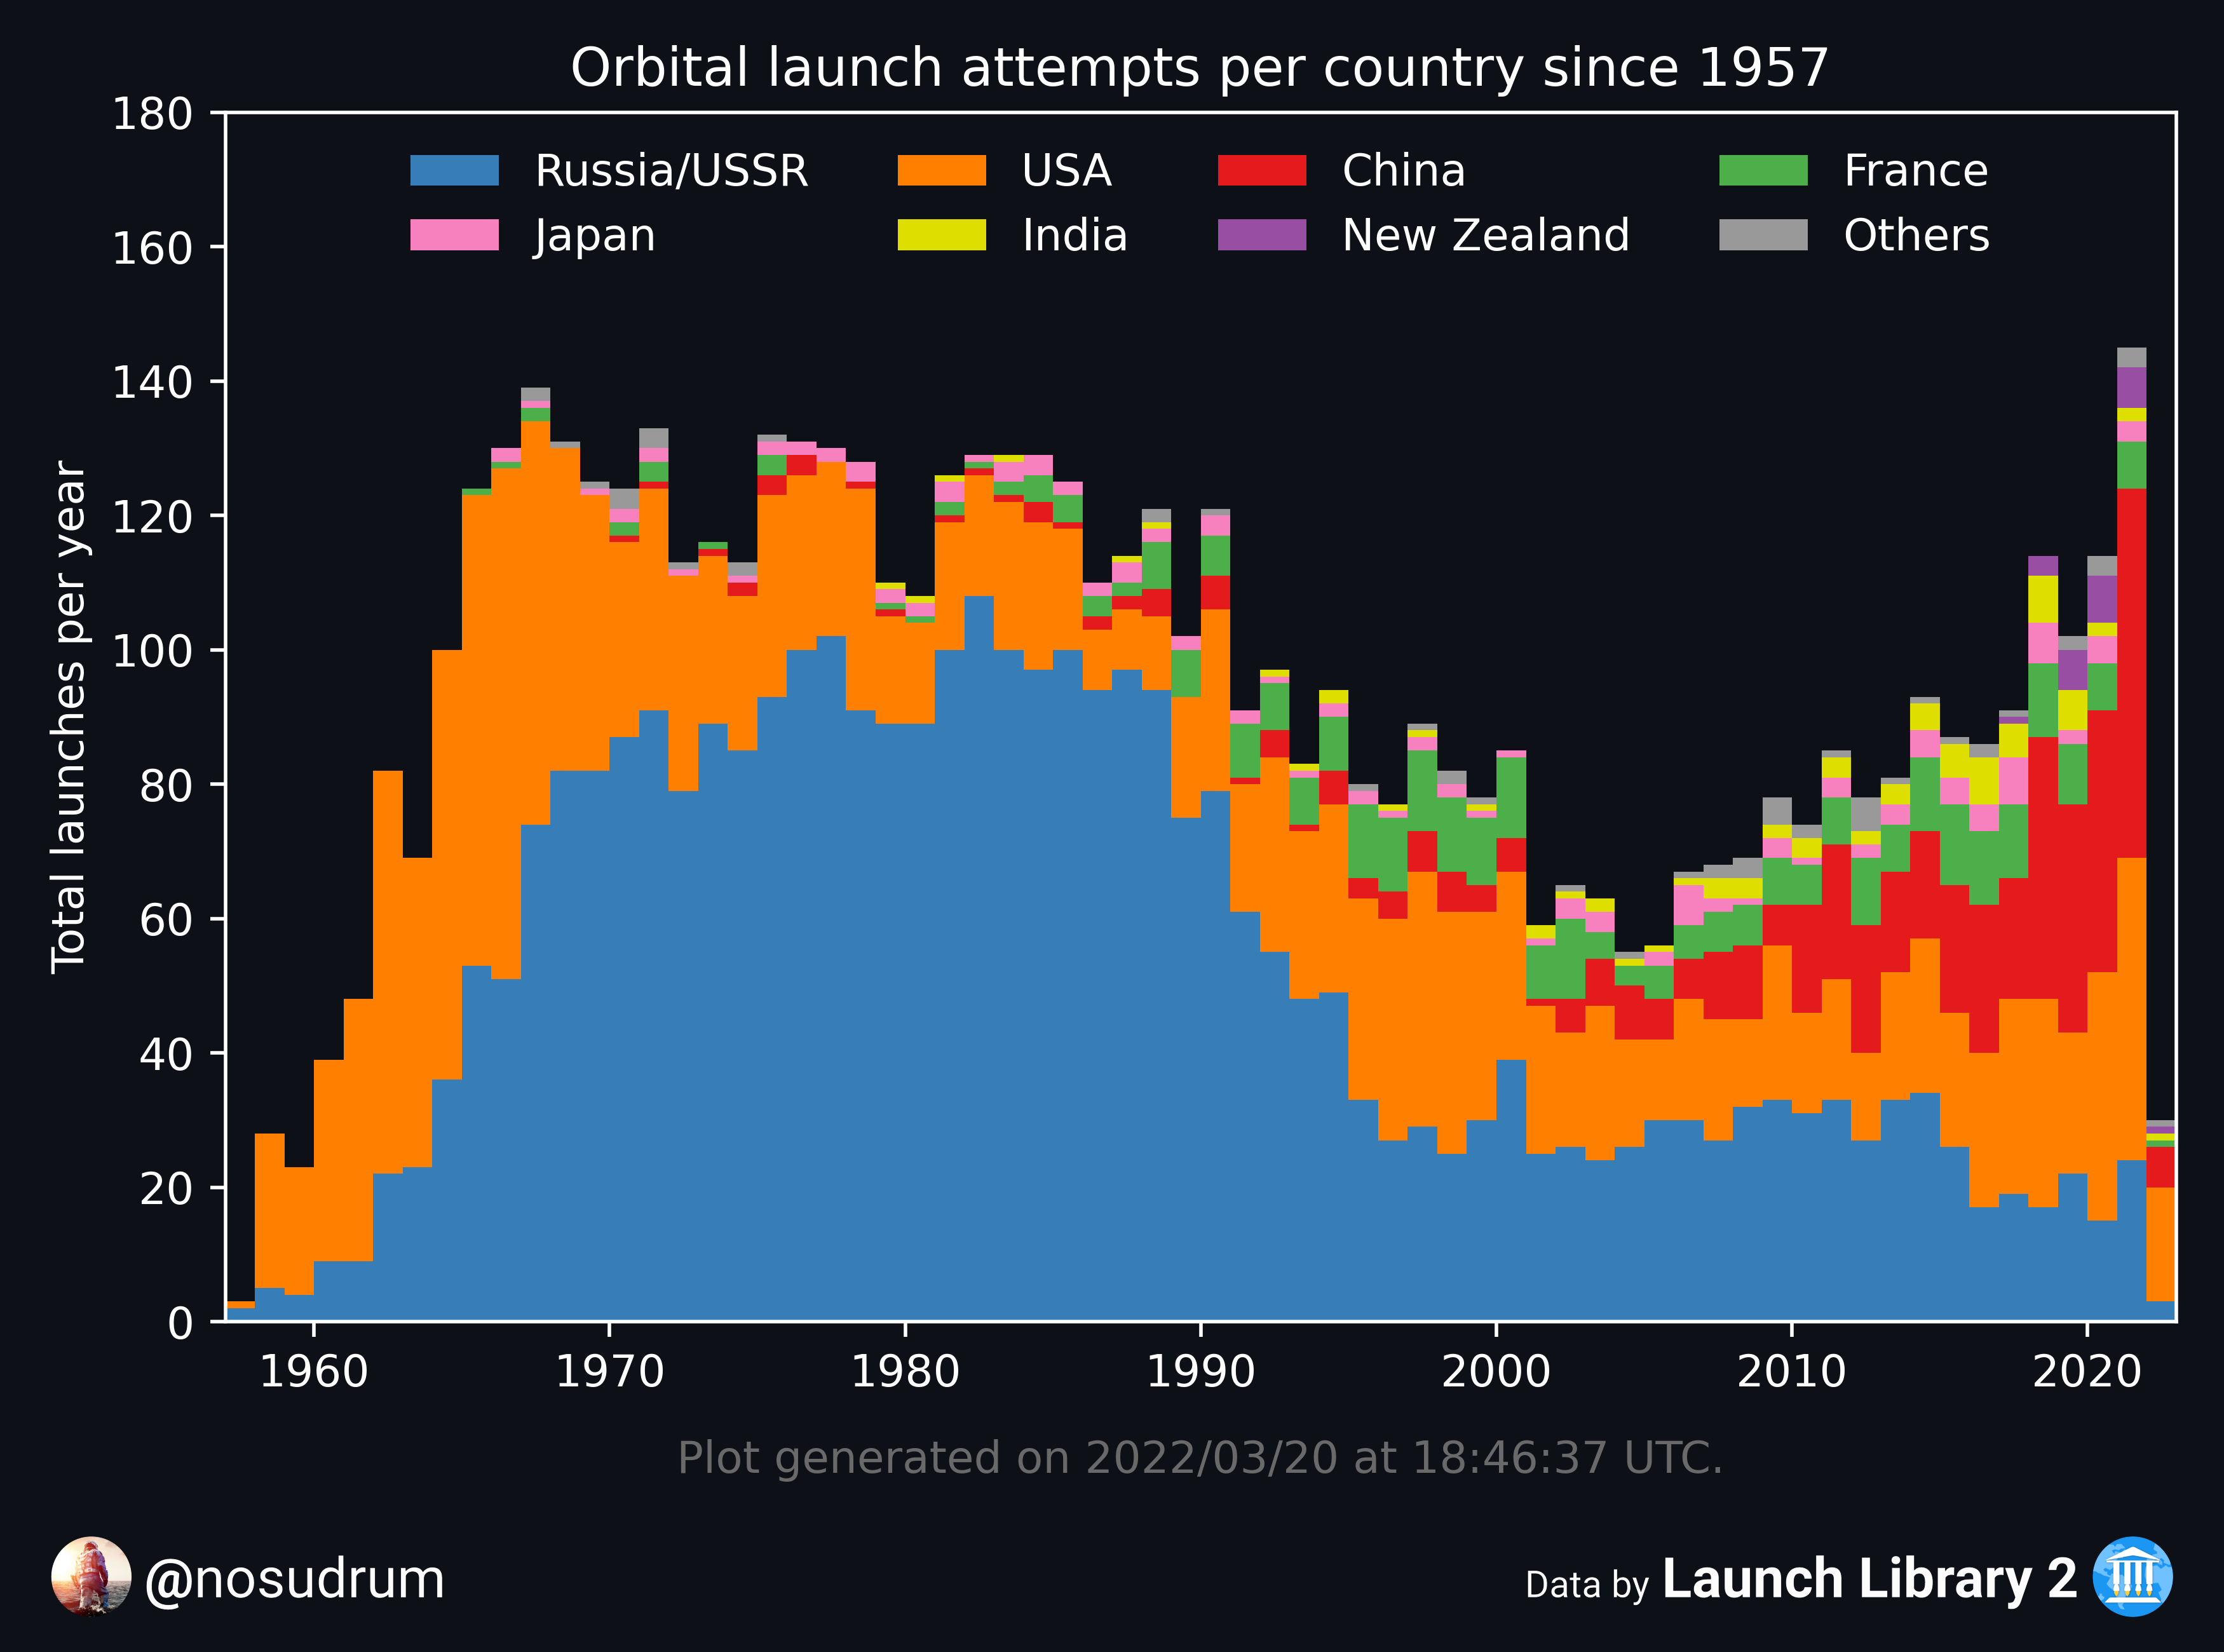 Orbital launch attempts per country since 1957
Russia/USSR USA China France
Japan India New Zealand Others
Total launches per year
180
160
140
120
100
80
60
40
20
0
1960 1970 1980 1990 2000 2010 2020
Plot generated on 2022/03/20 at 18:46:37 UTC.
@nosudrum
Data by Launch Library 2